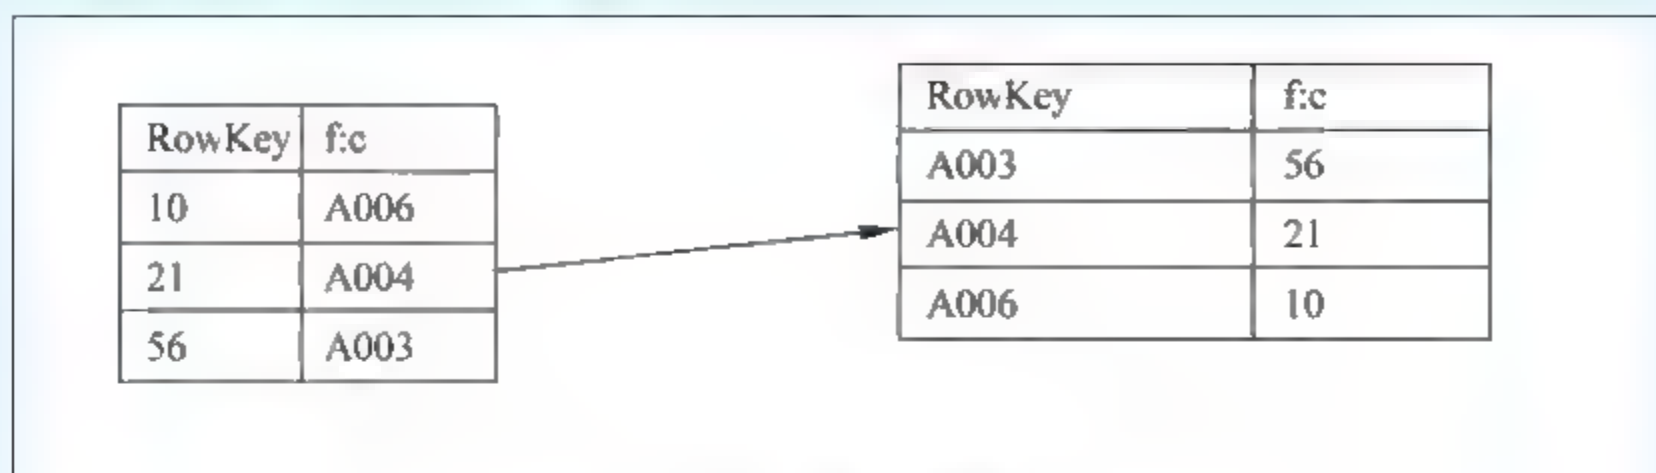 RowKey f:c
10 A006
21 A004
56 A003
RowKey f:c
A003 56
A004 21
A006 10